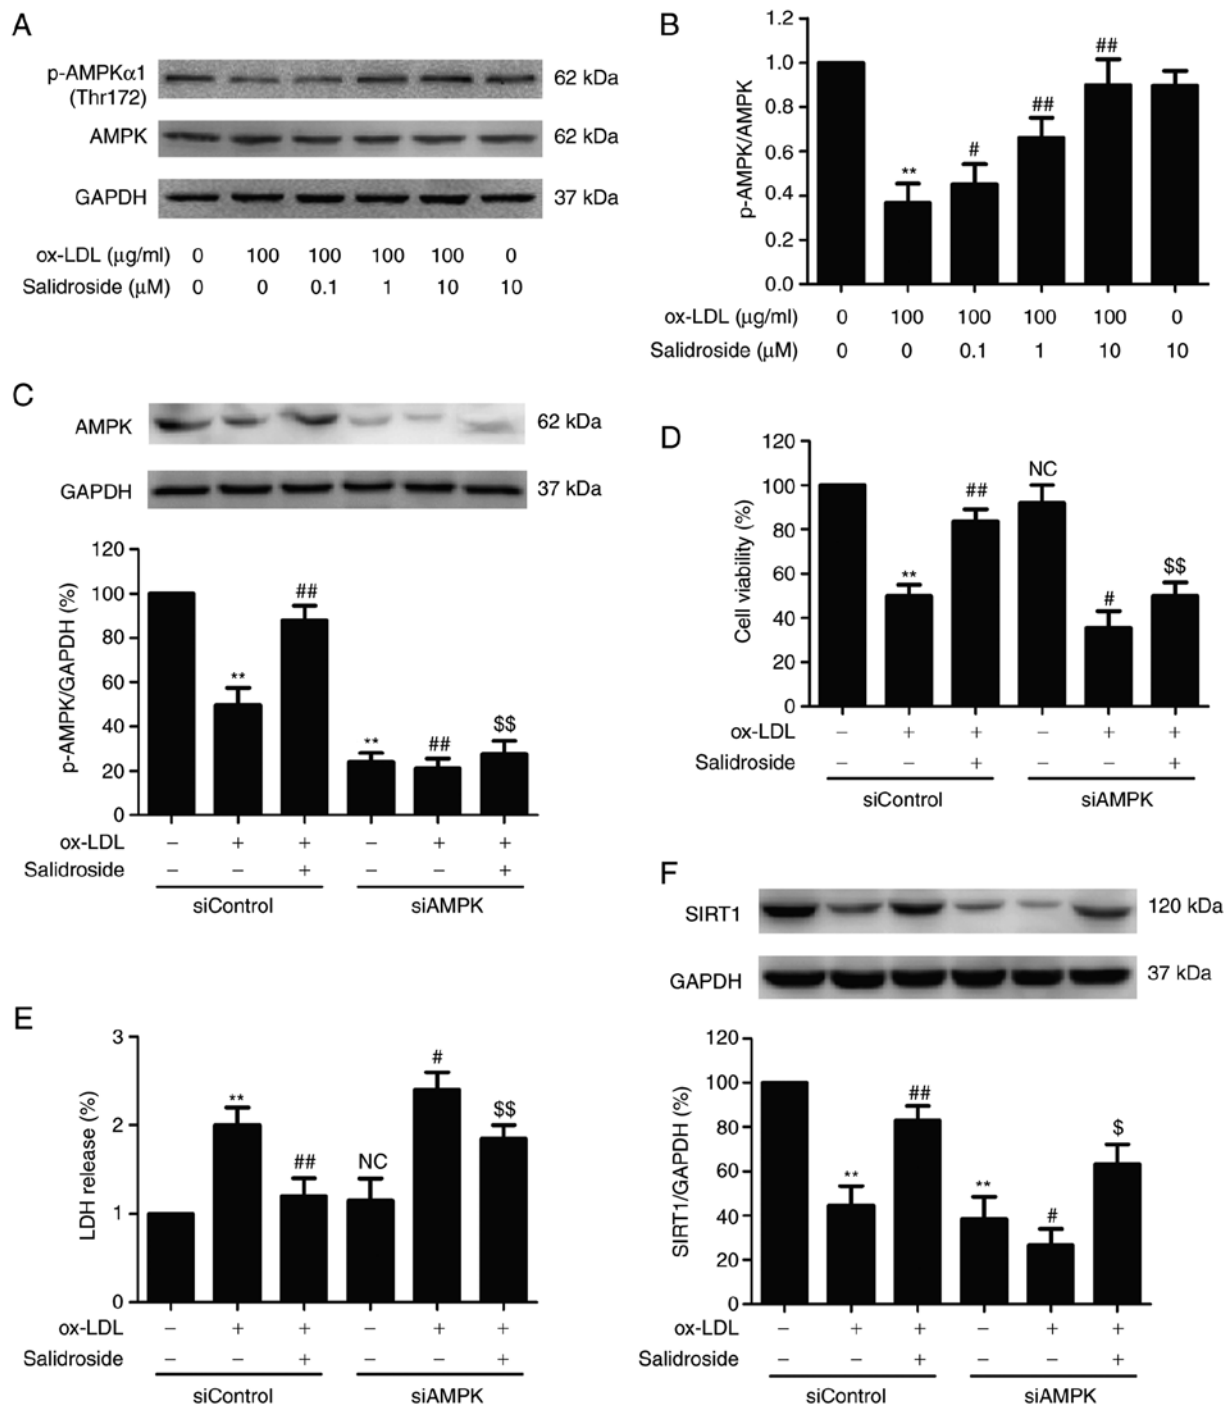 A
p-AMPKα1 62 kDa
(Thr172)
AMPK 62 kDa
GAPDH 37 kDa
ox-LDL (μg/ml) 0 100 100 100 100 0
Salidroside (μM) 0 0 0.1 1 10 10
B
p-AMPK/AMPK
1.2
1.0
0.8
0.6
0.4
0.2
0.0
** # ## ##
ox-LDL (μg/ml) 0 100 100 100 100 0
Salidroside (μM) 0 0 0.1 1 10 10
C
AMPK 62 kDa
GAPDH 37 kDa
p-AMPK/GAPDH (%)
120
100
80
60
40
20
0
** ## ** ## $$
ox-LDL − + + − + +
Salidroside − − + − − +
siControl siAMPK
D
Cell viability (%)
120
100
80
60
40
20
0
** ## NC # $$
ox-LDL − + + − + +
Salidroside − − + − − +
siControl siAMPK
E
LDH release (%)
3
2
1
0
** ## NC # $$
ox-LDL − + + − + +
Salidroside − − + − − +
siControl siAMPK
F
SIRT1 120 kDa
GAPDH 37 kDa
SIRT1/GAPDH (%)
120
100
80
60
40
20
0
** ## ** # $
ox-LDL − + + − + +
Salidroside − − + − − +
siControl siAMPK